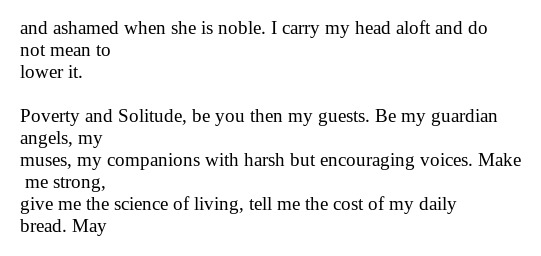 and ashamed when she is noble. I carry my head aloft and do
not mean to
lower it.

Poverty and Solitude, be you then my guests. Be my guardian
angels, my
muses, my companions with harsh but encouraging voices. Make
me strong,
give me the science of living, tell me the cost of my daily
bread. May